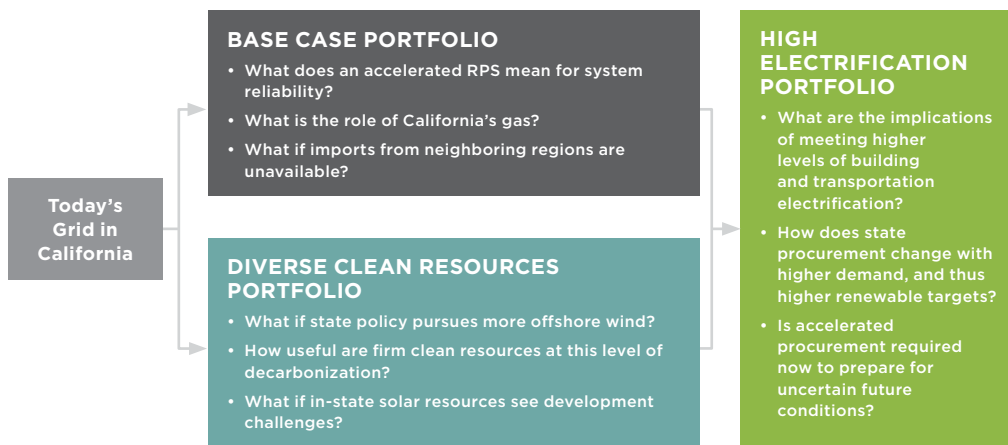 Today's
Grid in
California
BASE CASE PORTFOLIO
• What does an accelerated RPS mean for system
reliability?
• What is the role of California's gas?
• What if imports from neighboring regions are
unavailable?
DIVERSE CLEAN RESOURCES
PORTFOLIO
• What if state policy pursues more offshore wind?
• How useful are firm clean resources at this level of
decarbonization?
• What if in-state solar resources see development
challenges?
HIGH
ELECTRIFICATION
PORTFOLIO
• What are the implications
of meeting higher
levels of building
and transportation
electrification?
• How does state
procurement change with
higher demand, and thus
higher renewable targets?
• Is accelerated
procurement required
now to prepare for
uncertain future
conditions?